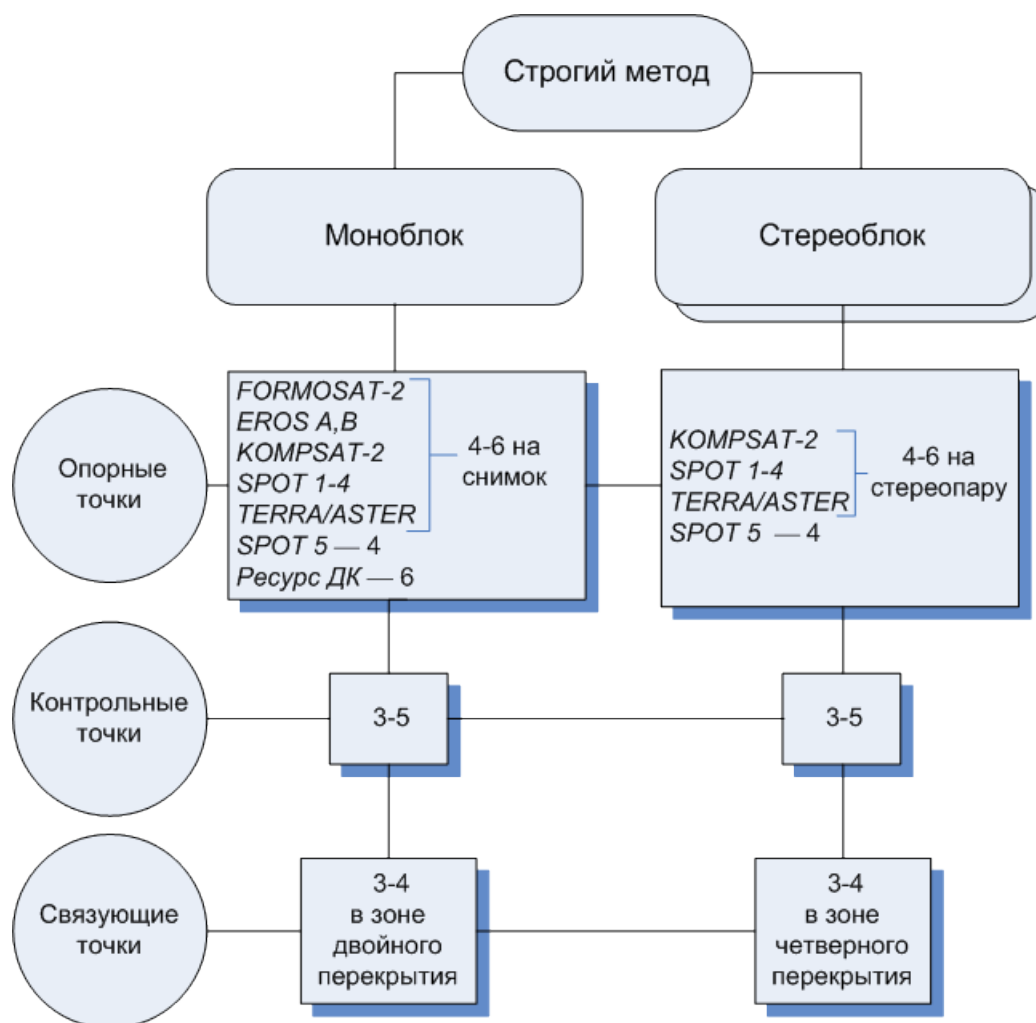 Строгий метод
Моноблок
Стереоблок
Опорные
точки
FORMOSAT-2
EROS A,B
KOMPSAT-2
SPOT 1-4
TERRA/ASTER
SPOT 5 — 4
Ресурс ДК — 6
4-6 на
снимок
KOMPSAT-2
SPOT 1-4
TERRA/ASTER
SPOT 5 — 4
4-6 на
стереопару
Контрольные
точки
3-5
3-5
Связующие
точки
3-4
в зоне
двойного
перекрытия
3-4
в зоне
четверного
перекрытия